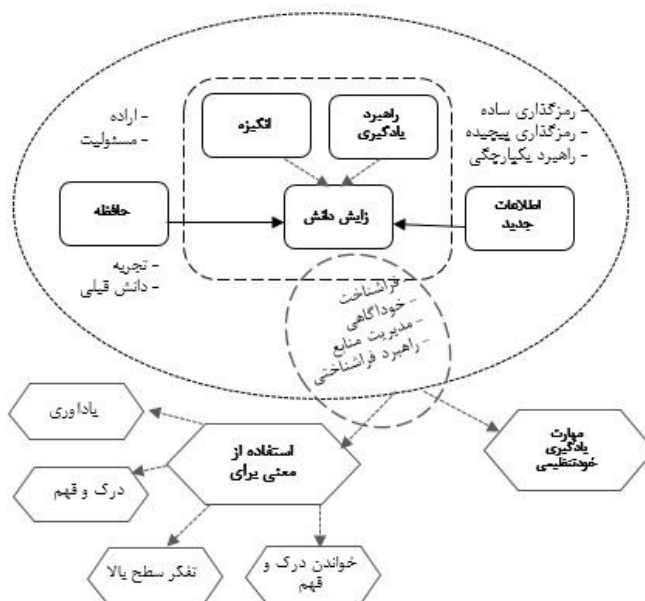 - اراده
- مسئولیت
انگیزه
راهبرد
یادگیری
- رمزگذاری ساده
- رمزگذاری پیچیده
- راهبرد یکپارچگی
حافظه
زایش دانش
اطلاعات
جدید
- تجربه
- دانش قبلی
- فراشناخت
- خودآگاهی
- مدیریت منابع
- راهبرد فراشناختی
یاداوری
استفاده از
معنی برای
مهارت
یادگیری
خودتنظیمی
درک و فهم
تفکر سطح بالا
خواندن درک و
فهم